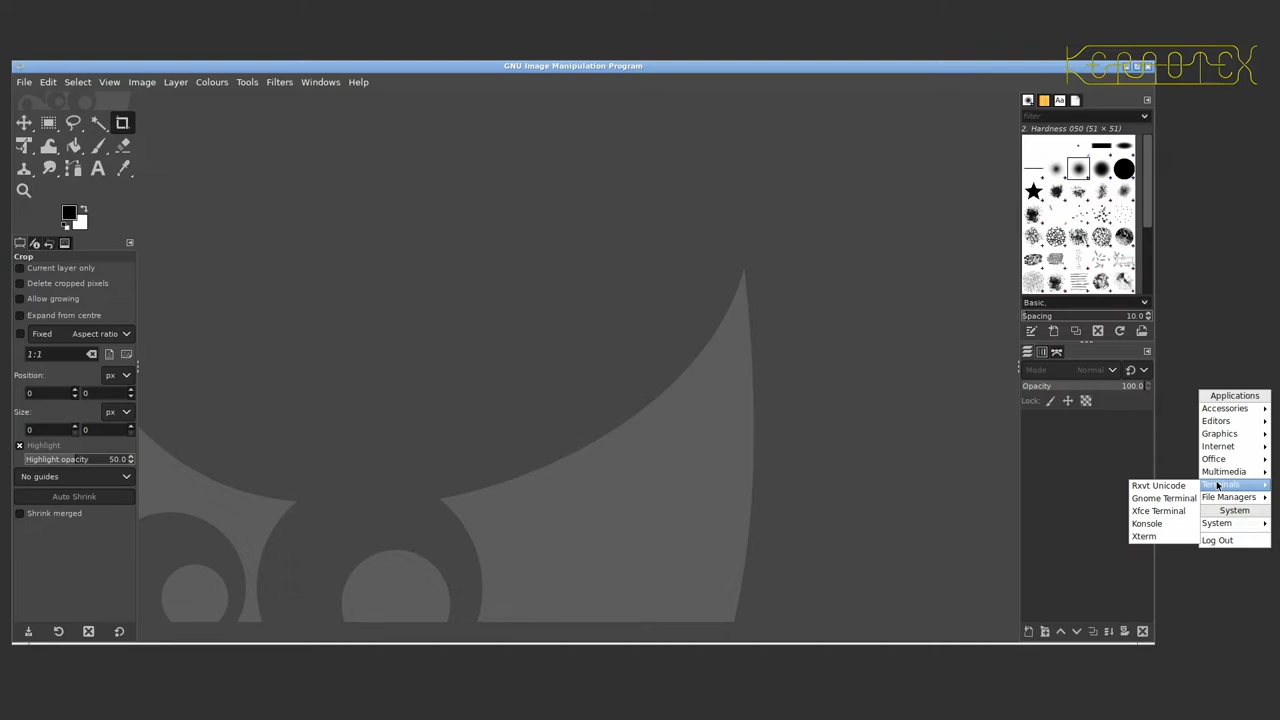 GNU Image Manipulation Program
KEROOTEX
File Edit Select View Image Layer Colours Tools Filters Windows Help
filter
2. Hardness 050 (51 × 51)
Basic,
Spacing 10.0
Mode Normal
Opacity 100.0
Lock:
Crop
Current layer only
Delete cropped pixels
Allow growing
Expand from centre
Fixed Aspect ratio
1:1
Position: px
0 0
Size: px
0 0
Highlight
Highlight opacity 50.0
No guides
Auto Shrink
Shrink merged
Applications
Accessories
Editors
Graphics
Internet
Office
Multimedia
Terminals
File Managers
System
System
Log Out
Rxvt Unicode
Gnome Terminal
Xfce Terminal
Konsole
Xterm